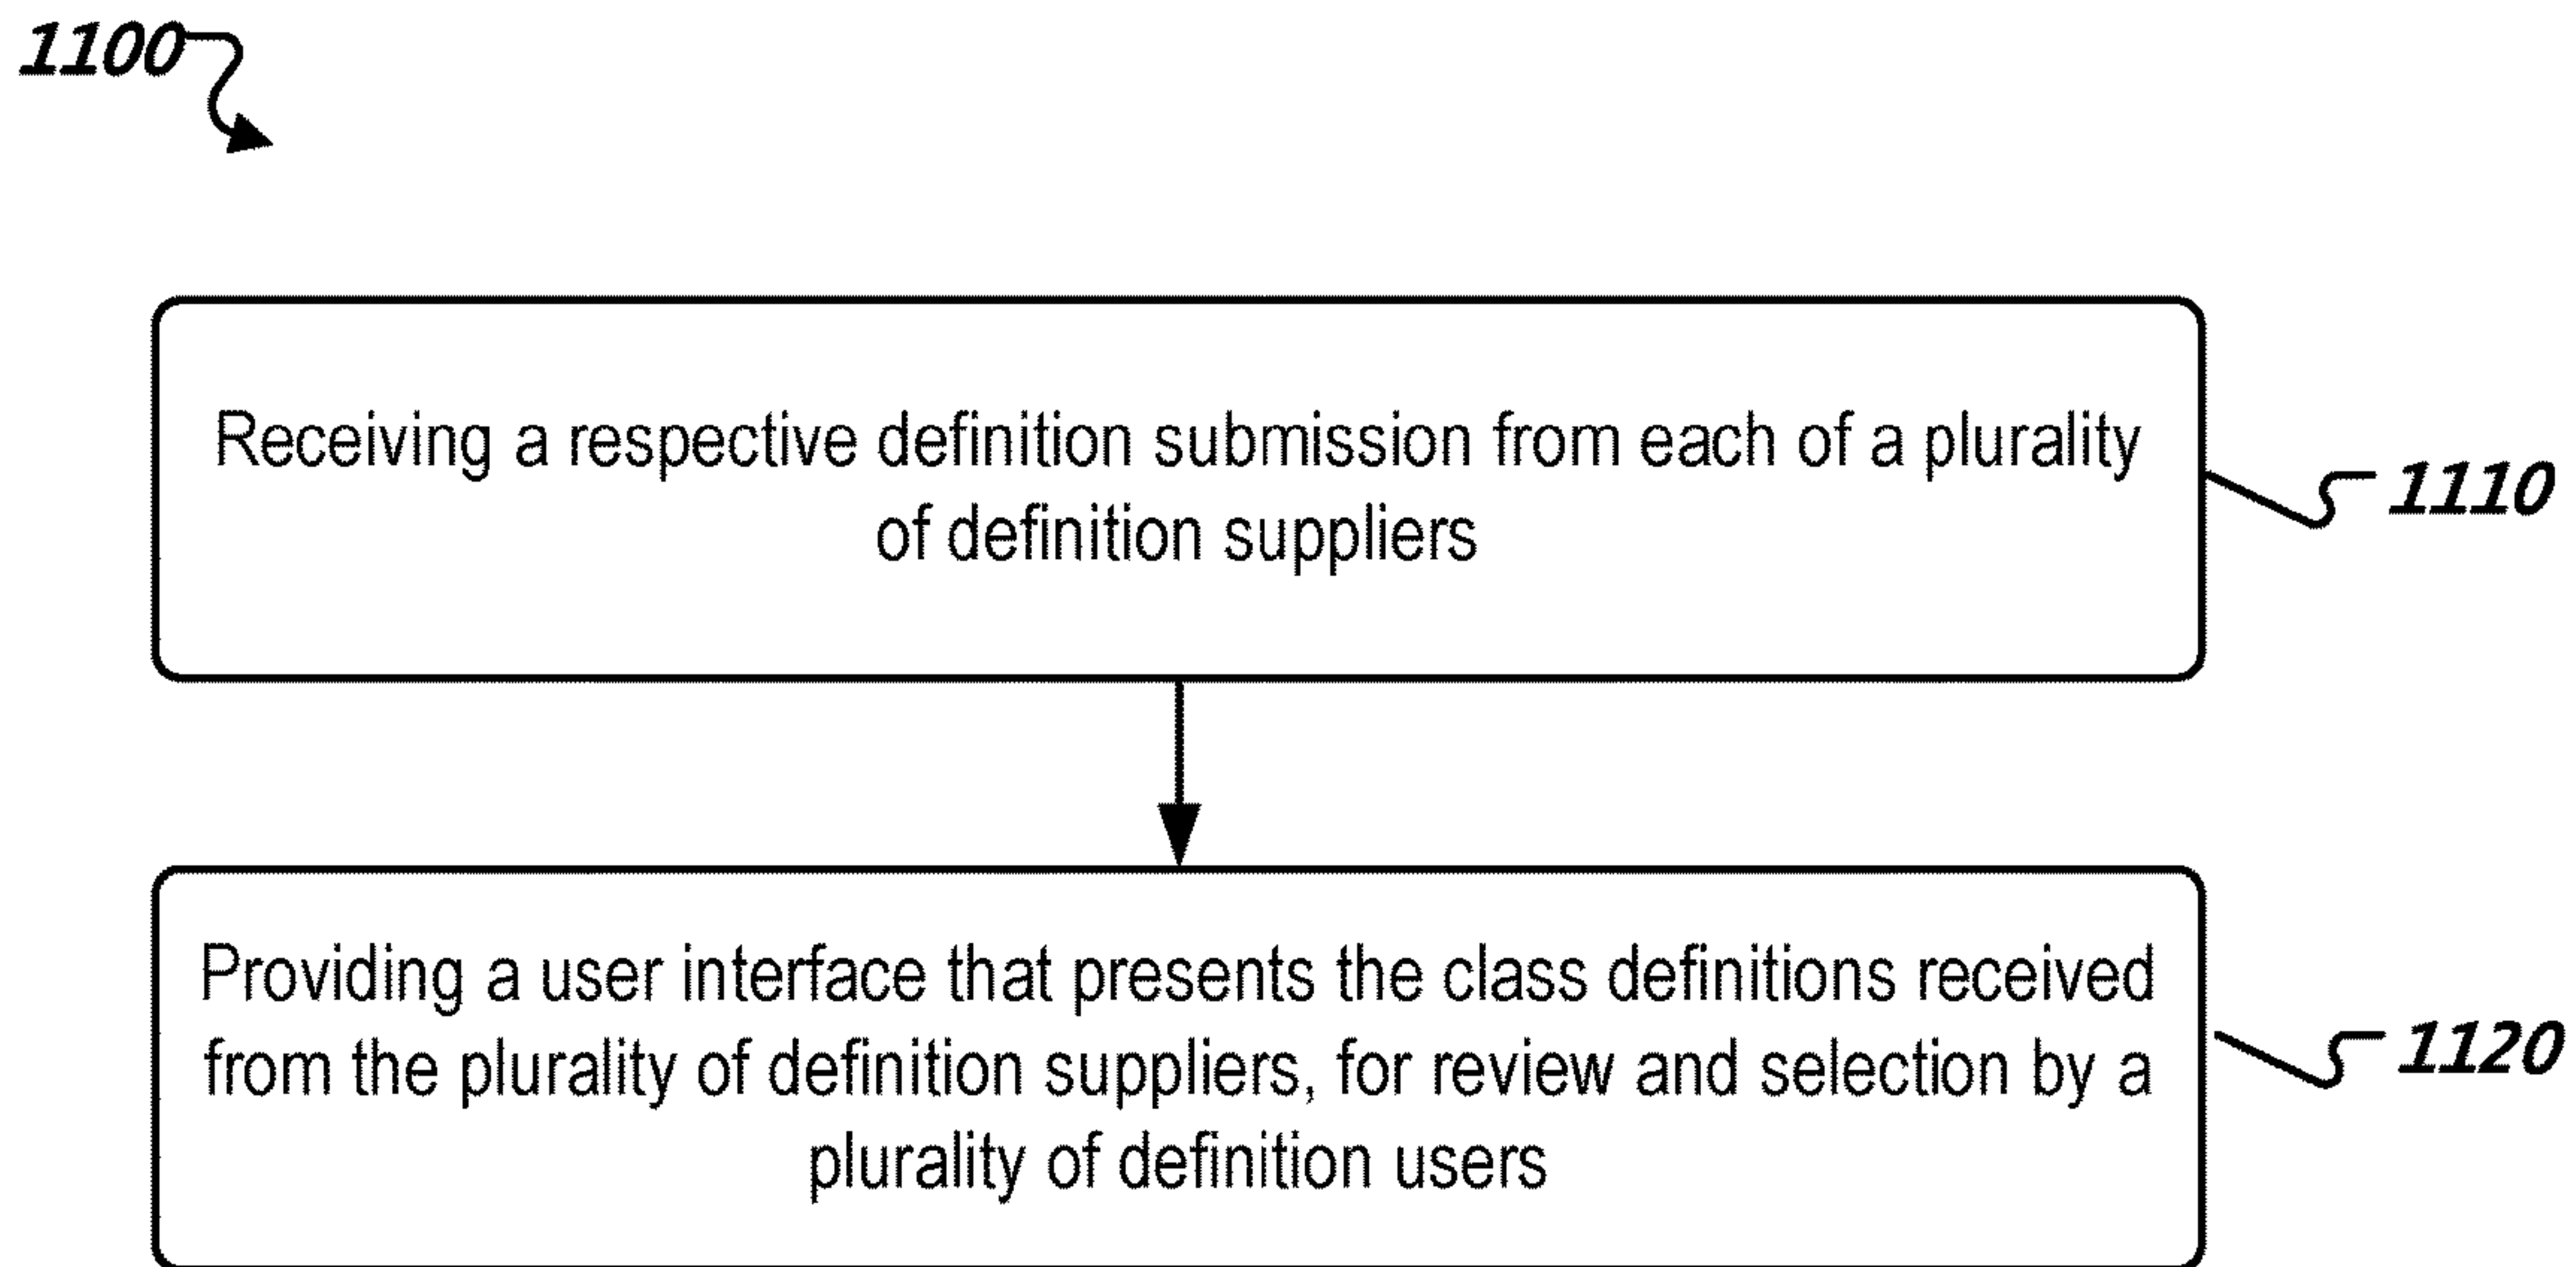 1100
Receiving a respective definition submission from each of a plurality
of definition suppliers
1110
Providing a user interface that presents the class definitions received
from the plurality of definition suppliers, for review and selection by a
plurality of definition users
1120